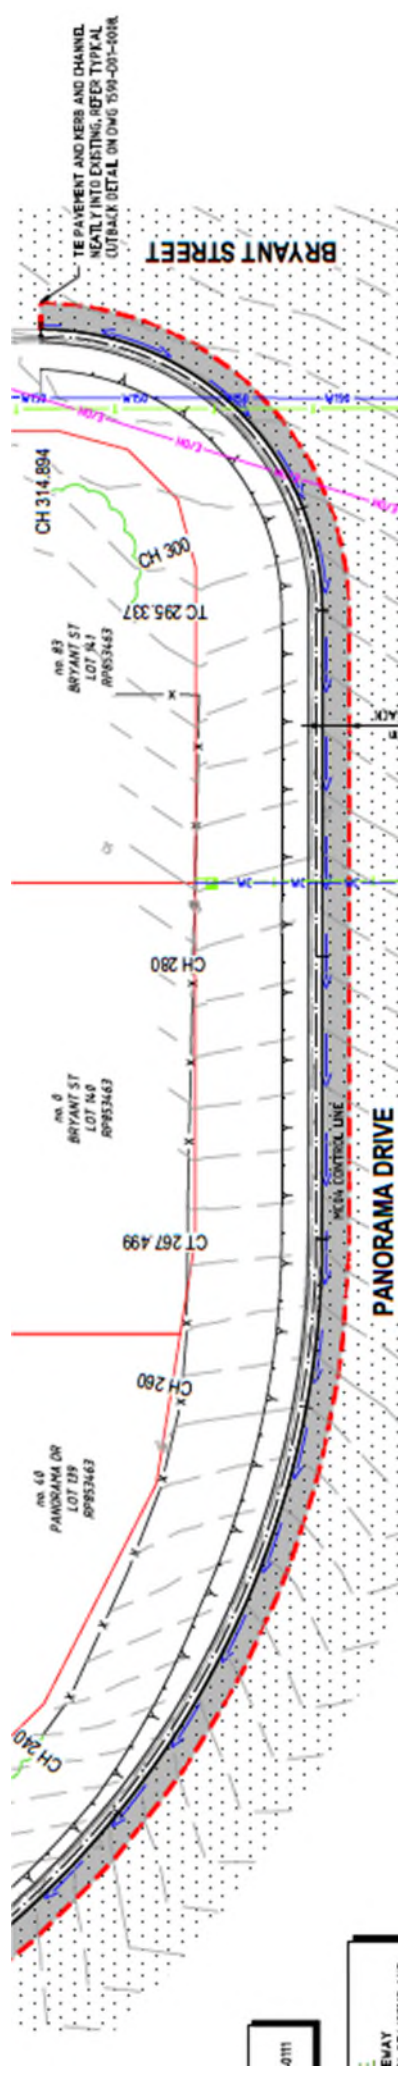 TIE PAVEMENT AND KERB AND CHANNEL
NEATLY INTO EXISTING, REFER TYPICAL
CUTBACK DETAIL ON DWG
BRYANT STREET
E/OH
E/OH
E/OH
CH 314.894
CH 300
TC 295.337
no. 83
BRYANT ST
LOT 141
RP853463
CH 280
no. 0
BRYANT ST
LOT 140
RP853463
MC04 CONTROL LINE
PANORAMA DRIVE
CT 267.499
CH 260
no. 40
PANORAMA DR
LOT 139
RP853463
CH 240